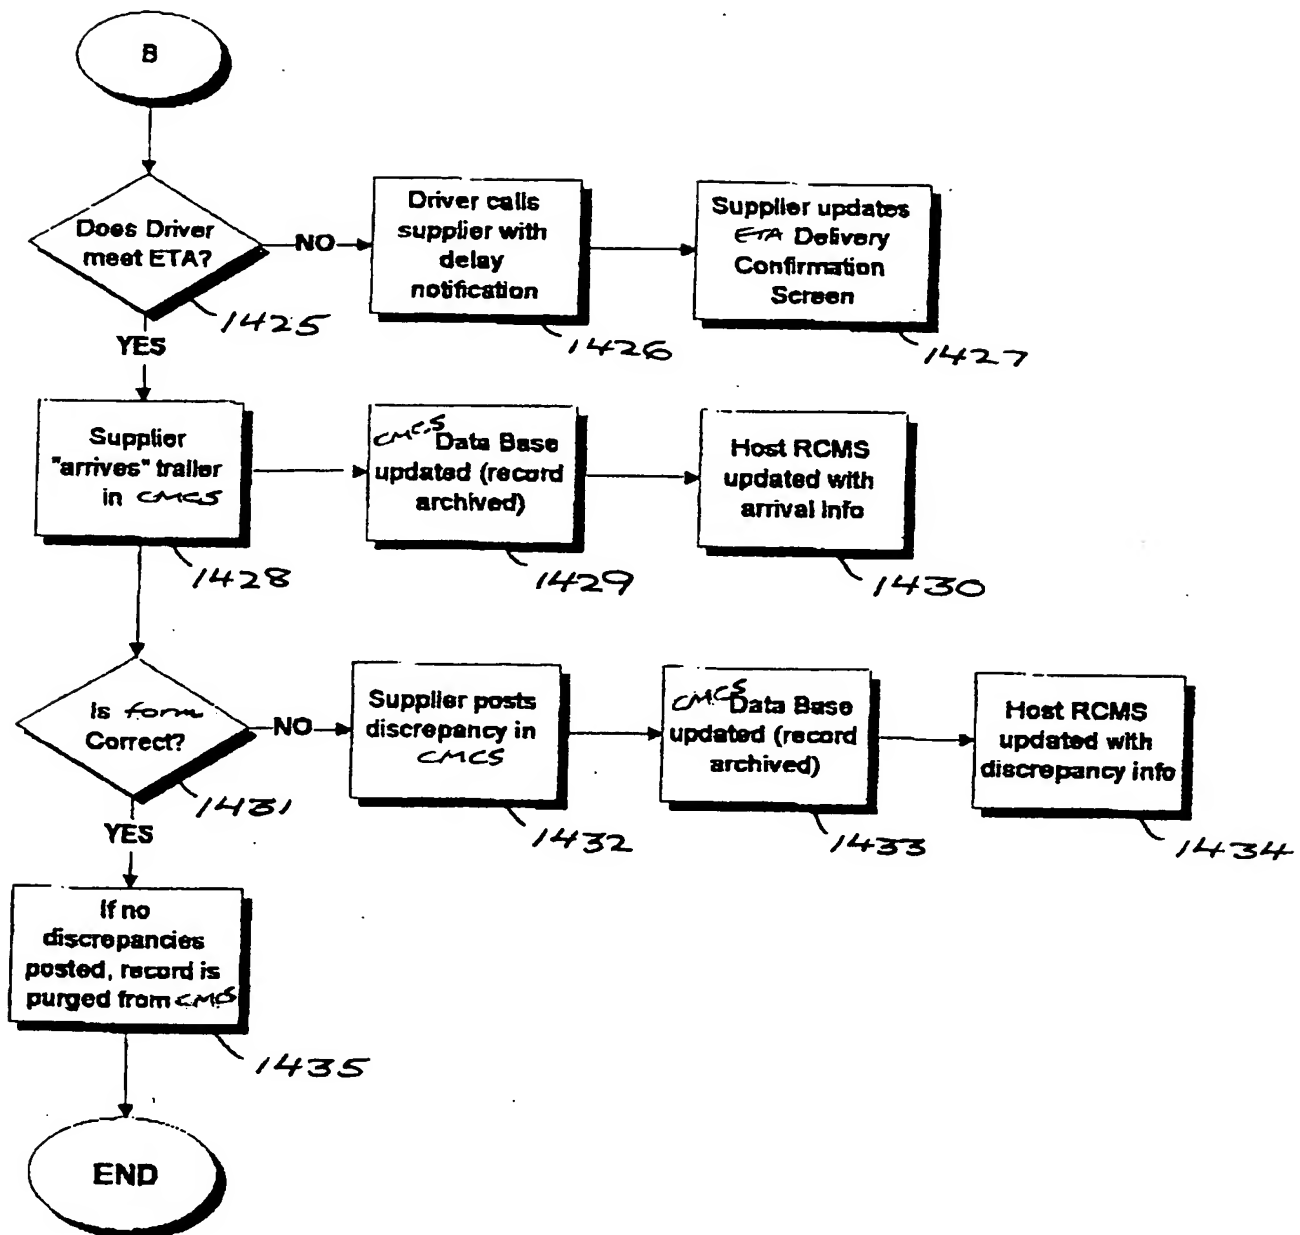 B
Does Driver
meet ETA?
1425
NO
Driver calls
supplier with
delay
notification
1426
Supplier updates
ETA Delivery
Confirmation
Screen
1427
YES
Supplier
"arrives" trailer
in CMCS
1428
CMCS Data Base
updated (record
archived)
1429
Host RCMS
updated with
arrival info
1430
Is form
Correct?
1431
NO
Supplier posts
discrepancy in
CMCS
1432
CMCS Data Base
updated (record
archived)
1433
Host RCMS
updated with
discrepancy info
1434
YES
If no
discrepancies
posted, record is
purged from CMCS
1435
END